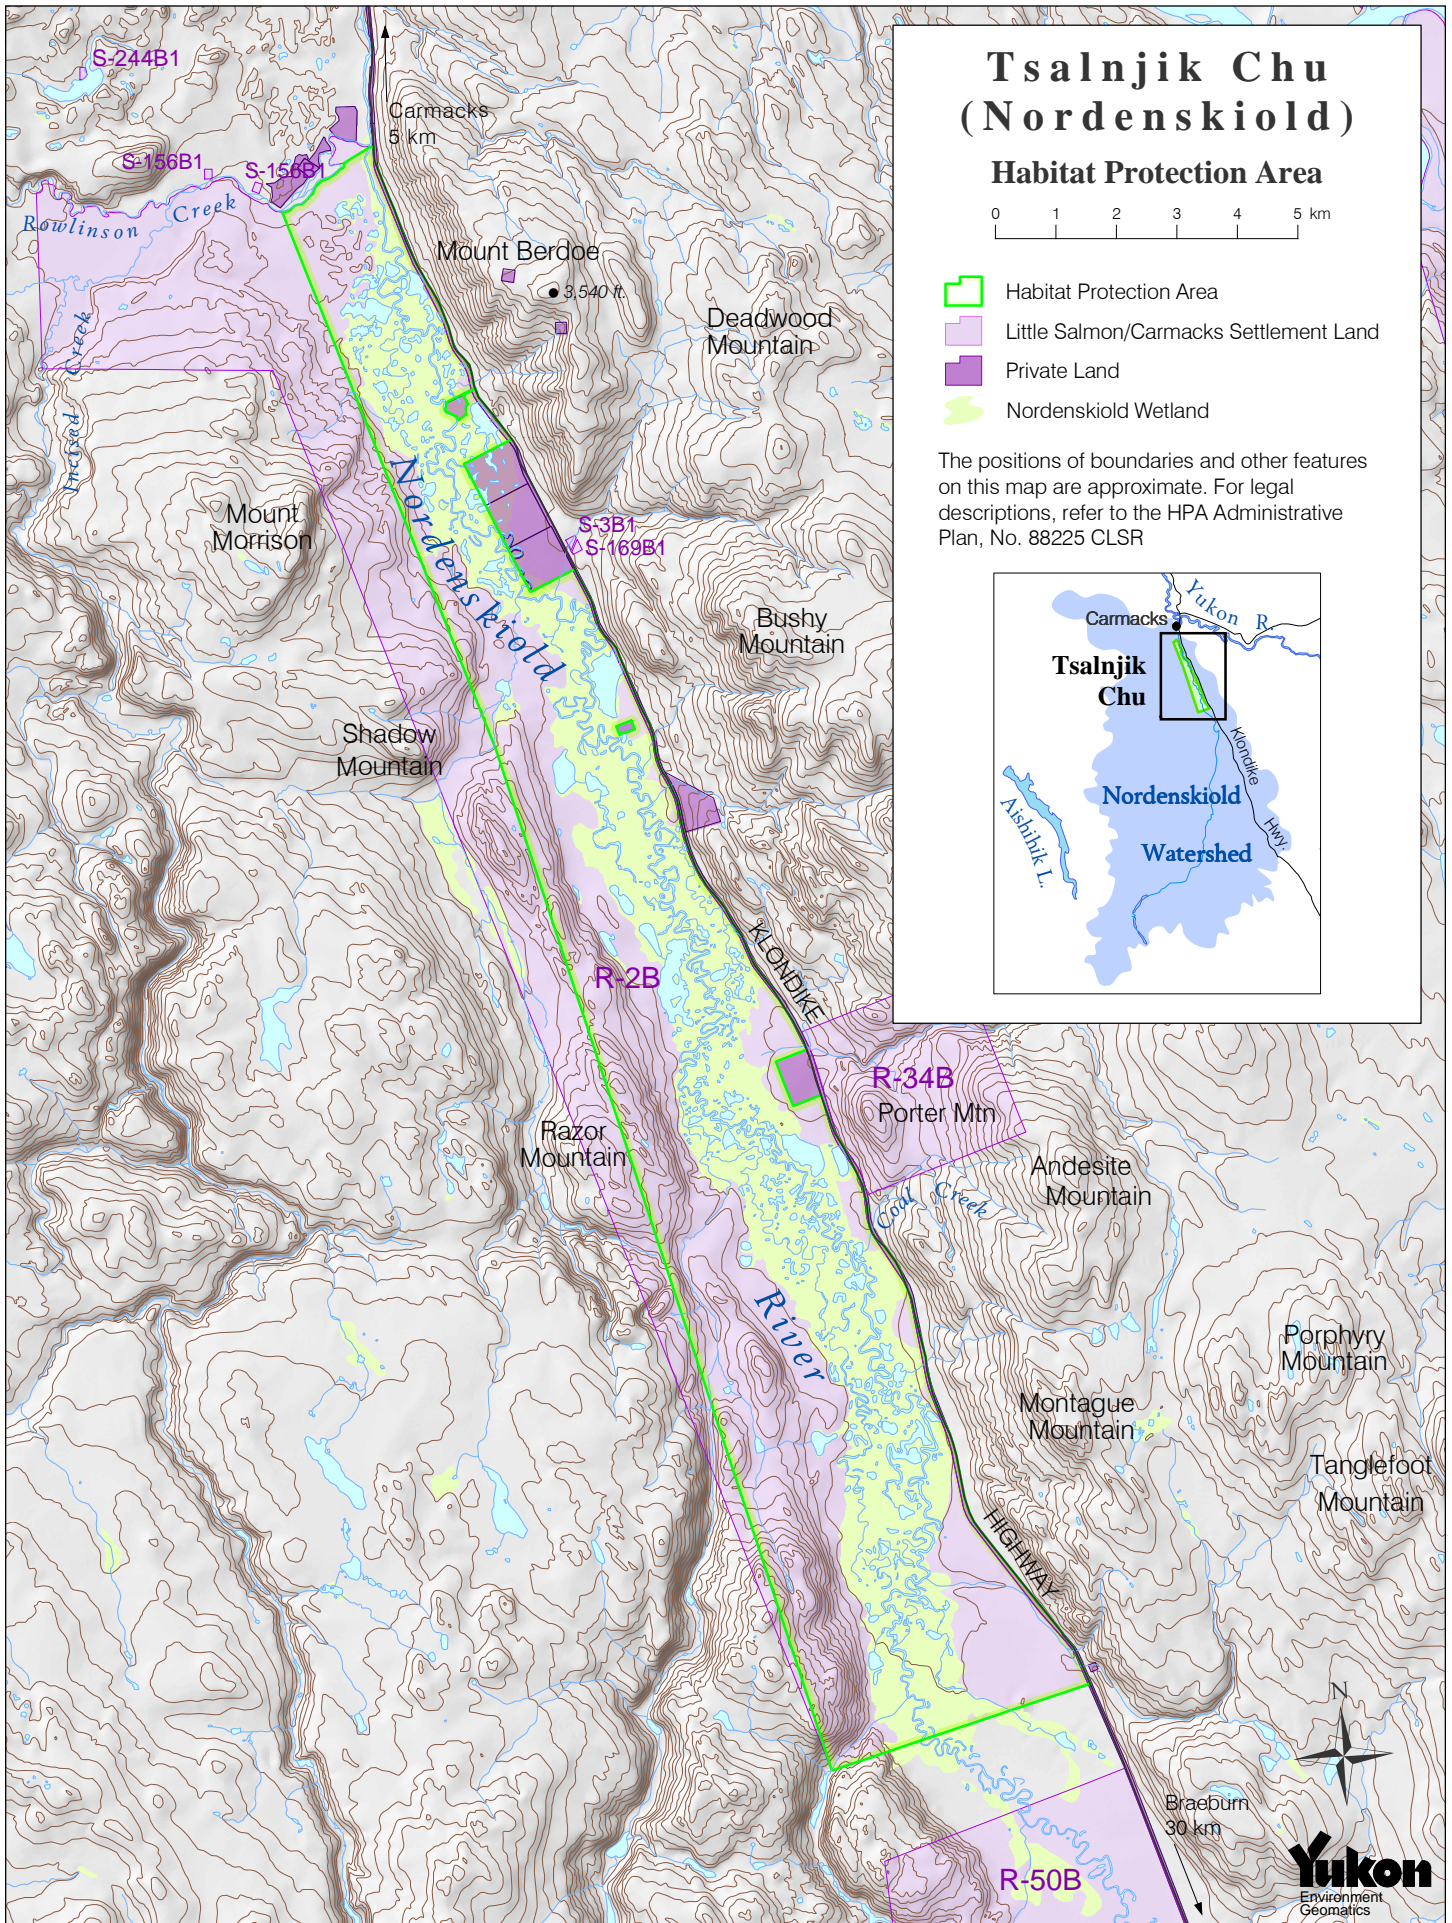 Tsalnjik Chu
(Nordenskiold)
Habitat Protection Area
0 1 2 3 4 5 km
Habitat Protection Area
Little Salmon/Carmacks Settlement Land
Private Land
Nordenskiold Wetland
The positions of boundaries and other features
on this map are approximate. For legal
descriptions, refer to the HPA Administrative
Plan, No. 88225 CLSR
Yukon R.
Carmacks
Tsalnjik
Chu
Klondike
Hwy.
Nordenskiold
Watershed
Aishihik L.
S-244B1
Carmacks
5 km
S-156B1
S-156B1
Rowlinson Creek
Mount Berdoe
3,540 ft.
Deadwood
Mountain
Incised Creek
Mount
Morrison
Nordenskiold
No.
S-3B1
S-169B1
Bushy
Mountain
Shadow
Mountain
KLONDIKE
R-2B
R-34B
Porter Mtn
Razor
Mountain
Andesite
Mountain
Coal Creek
River
Porphyry
Mountain
Montague
Mountain
Tanglefoot
Mountain
HIGHWAY
N
Braeburn
30 km
R-50B
Yukon
Environment
Geomatics